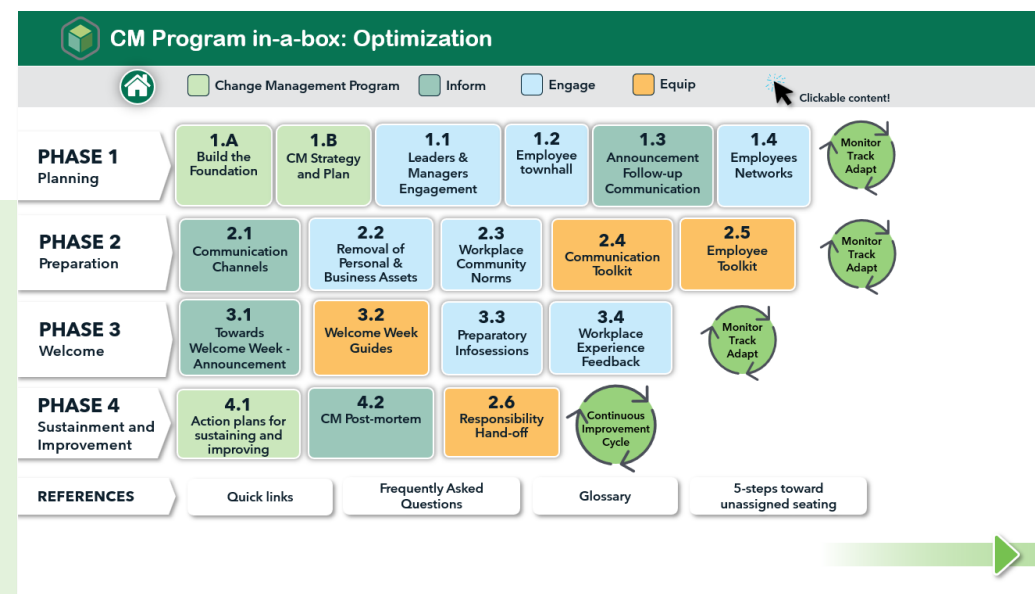 CM Program in-a-box: Optimization
Change Management Program
Inform
Engage
Equip
Clickable content!
PHASE 1
Planning
1.A
Build the
Foundation
1.B
CM Strategy
and Plan
1.1
Leaders &
Managers
Engagement
1.2
Employee
townhall
1.3
Announcement
Follow-up
Communication
1.4
Employees
Networks
Monitor
Track
Adapt
PHASE 2
Preparation
2.1
Communication
Channels
2.2
Removal of
Personal &
Business Assets
2.3
Workplace
Community
Norms
2.4
Communication
Toolkit
2.5
Employee
Toolkit
Monitor
Track
Adapt
PHASE 3
Welcome
3.1
Towards
Welcome Week -
Announcement
3.2
Welcome Week
Guides
3.3
Preparatory
Infosessions
3.4
Workplace
Experience
Feedback
Monitor
Track
Adapt
PHASE 4
Sustainment and
Improvement
4.1
Action plans for
sustaining and
improving
4.2
CM Post-mortem
2.6
Responsibility
Hand-off
Continuous
Improvement
Cycle
REFERENCES
Quick links
Frequently Asked
Questions
Glossary
5-steps toward
unassigned seating